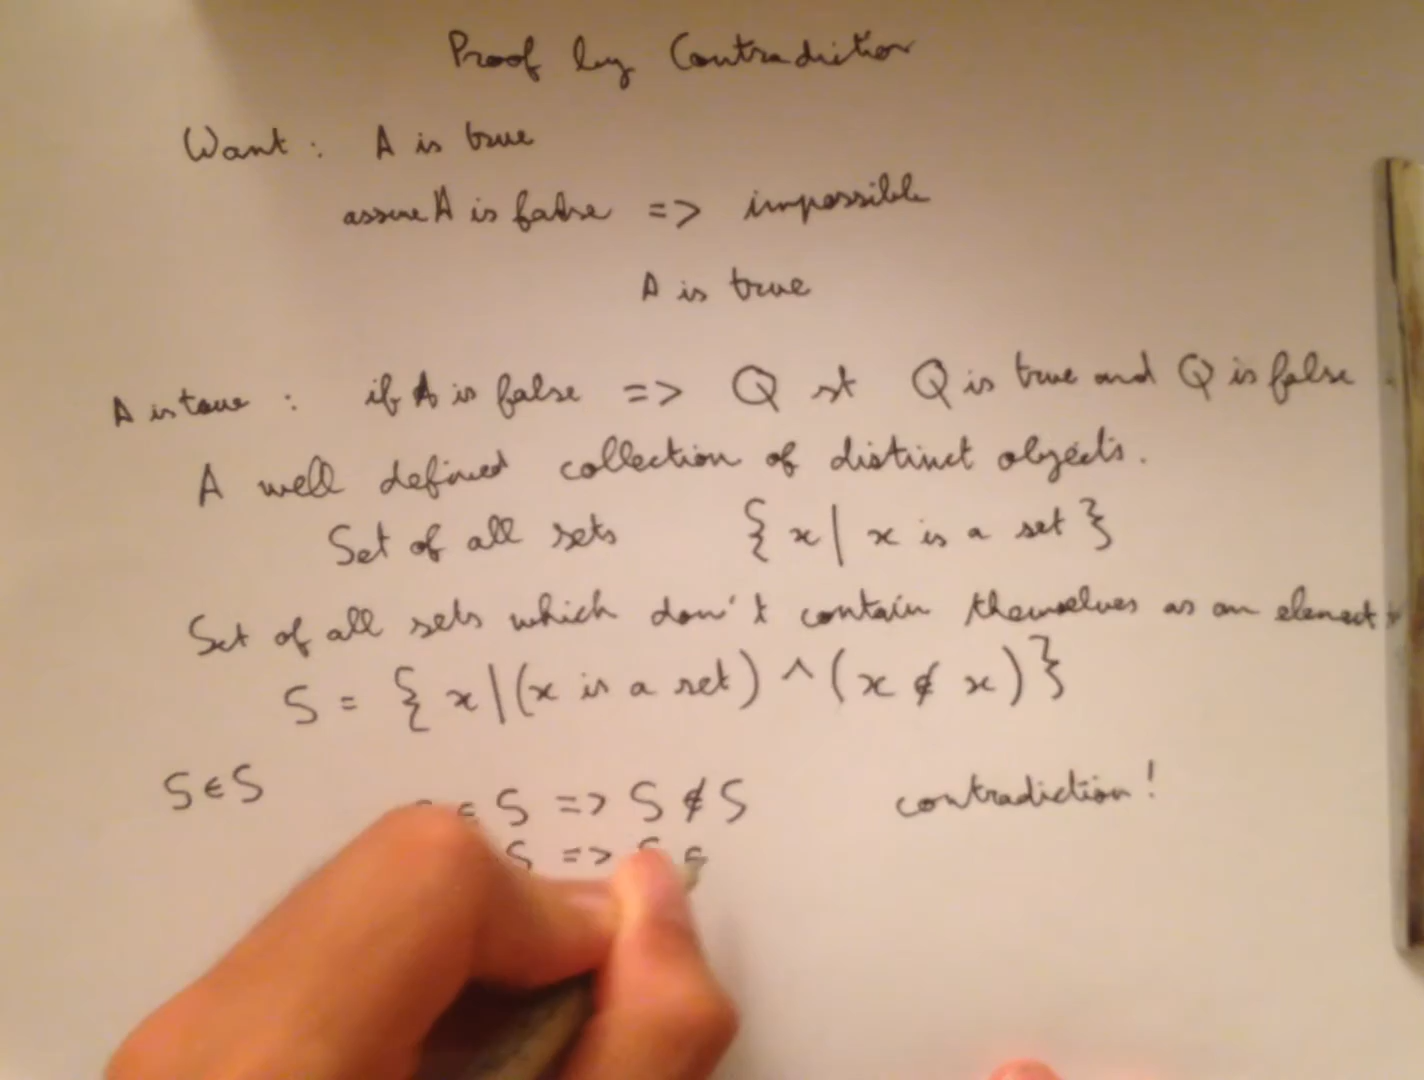 Proof by Contradiction
Want : A is true
assume A is false => impossible
A is true
A is true : if A is false => Q st Q is true and Q is false
A well defined collection of distinct objects.
Set of all sets { x | x is a set }
Set of all sets which don't contain themselves as an element
S = { x | (x is a set) ^ (x ∉ x) }
S ∈ S
∈ S => S ∉ S contradiction!
S => S ∈